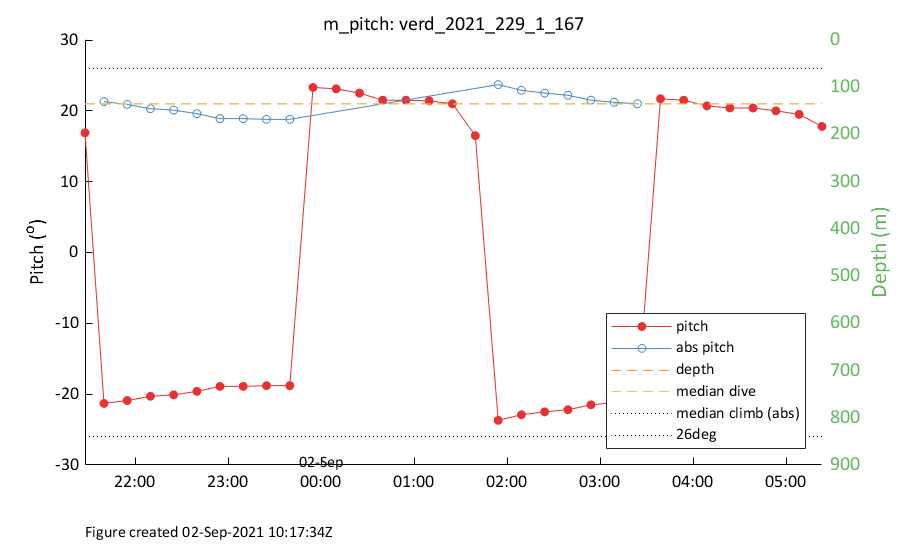 m_pitch: verd_2021_229_1_167
30
20
10
0
-10
-20
-30
Pitch (°)
0
100
200
300
400
500
600
700
800
900
Depth (m)
pitch
abs pitch
depth
median dive
median climb (abs)
26deg
02-Sep
22:00
23:00
00:00
01:00
02:00
03:00
04:00
05:00
Figure created 02-Sep-2021 10:17:34Z